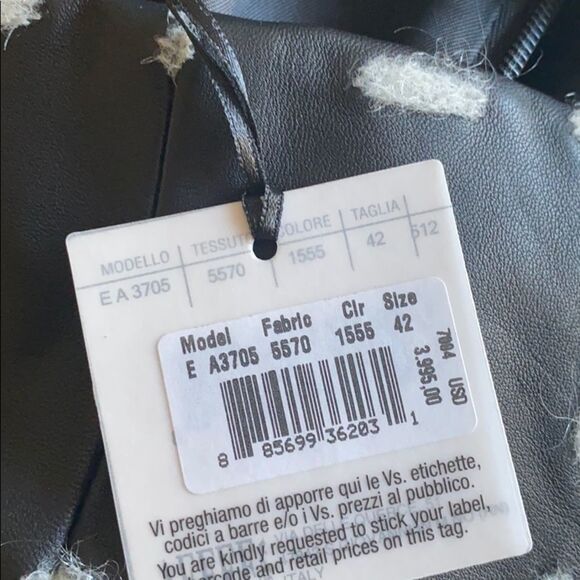 MODELLO TESSUTO COLORE TAGLIA 512
E A 3705 5570 1555 42
Model Fabric Clr Size
E A3705 5570 1555 42
7004 USD
3,995.00
8 85699 36203 1
Vi preghiamo di apporre qui le Vs. etichette,
codici a barre e/o i Vs. prezzi al pubblico.
You are kindly requested to stick your label,
barcode and retail prices on this tag.
ITALY